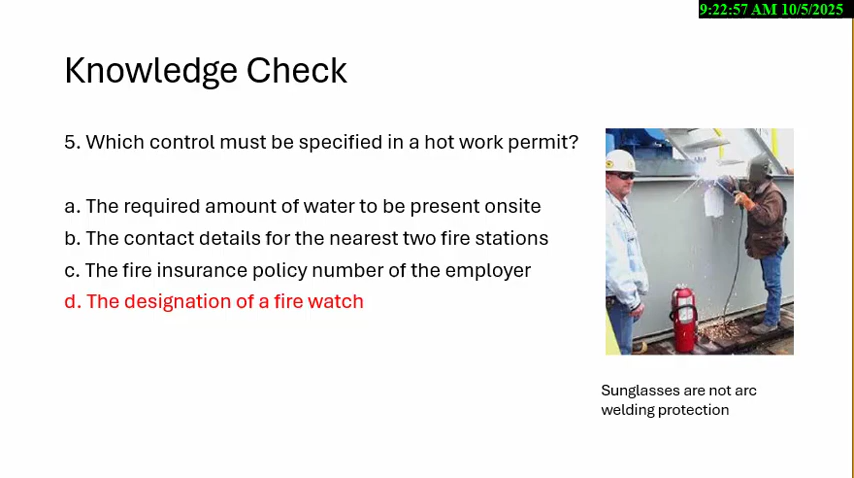 9:22:57 AM 10/5/2025
Knowledge Check
5. Which control must be specified in a hot work permit?
a. The required amount of water to be present onsite
b. The contact details for the nearest two fire stations
c. The fire insurance policy number of the employer
d. The designation of a fire watch
Sunglasses are not arc
welding protection